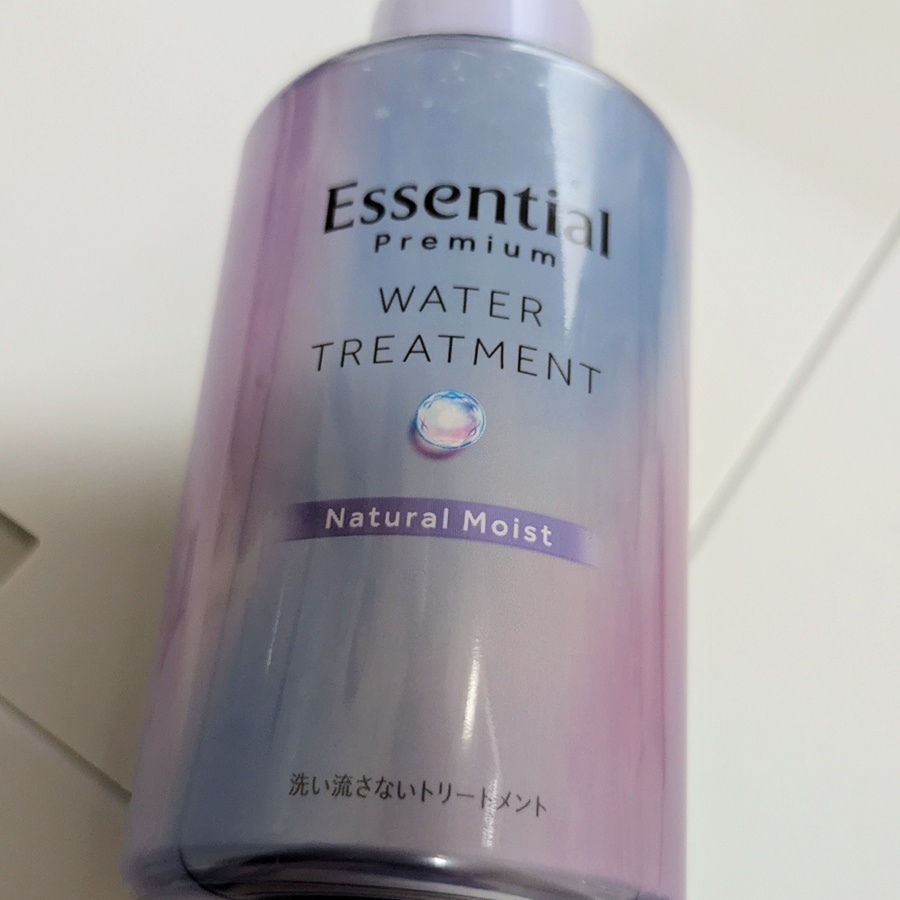 Essential
Premium
WATER
TREATMENT
Natural Moist
洗い流さないトリートメント